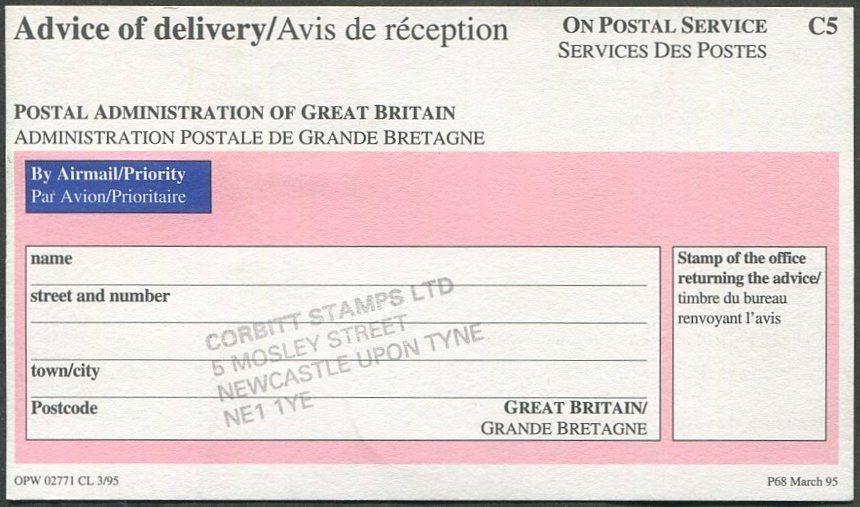 Advice of delivery/Avis de réception
ON POSTAL SERVICE
SERVICES DES POSTES
C5
POSTAL ADMINISTRATION OF GREAT BRITAIN
ADMINISTRATION POSTALE DE GRANDE BRETAGNE
By Airmail/Priority
Par Avion/Prioritaire
name
street and number
town/city
Postcode
CORBITT STAMPS LTD
5 MOSLEY STREET
NEWCASTLE UPON TYNE
NE1 1YE
GREAT BRITAIN/
GRANDE BRETAGNE
Stamp of the office
returning the advice/
timbre du bureau
renvoyant l'avis
OPW 02771 CL 3/95
P68 March 95